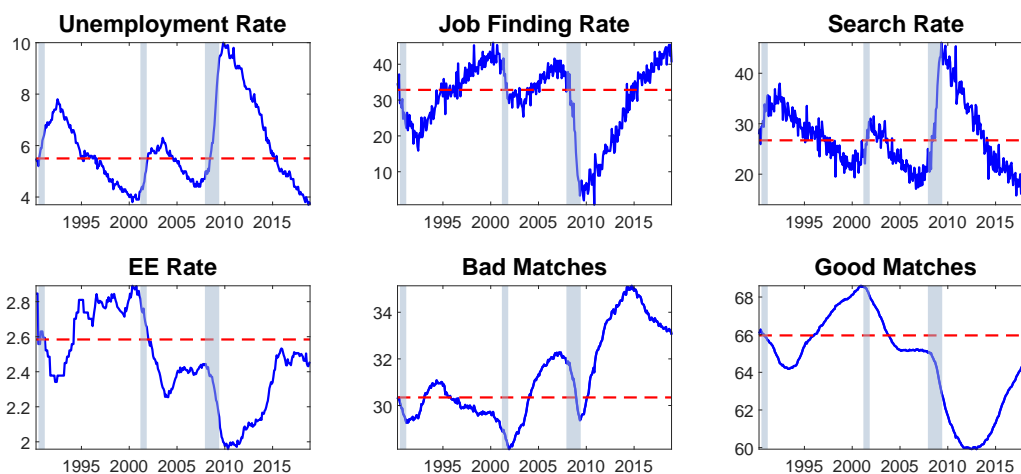 Unemployment Rate
10
8
6
4
1995 2000 2005 2010 2015
Job Finding Rate
40
30
20
10
1995 2000 2005 2010 2015
Search Rate
40
30
20
1995 2000 2005 2010 2015
EE Rate
2.8
2.6
2.4
2.2
2
1995 2000 2005 2010 2015
Bad Matches
34
32
30
1995 2000 2005 2010 2015
Good Matches
68
66
64
62
60
1995 2000 2005 2010 2015